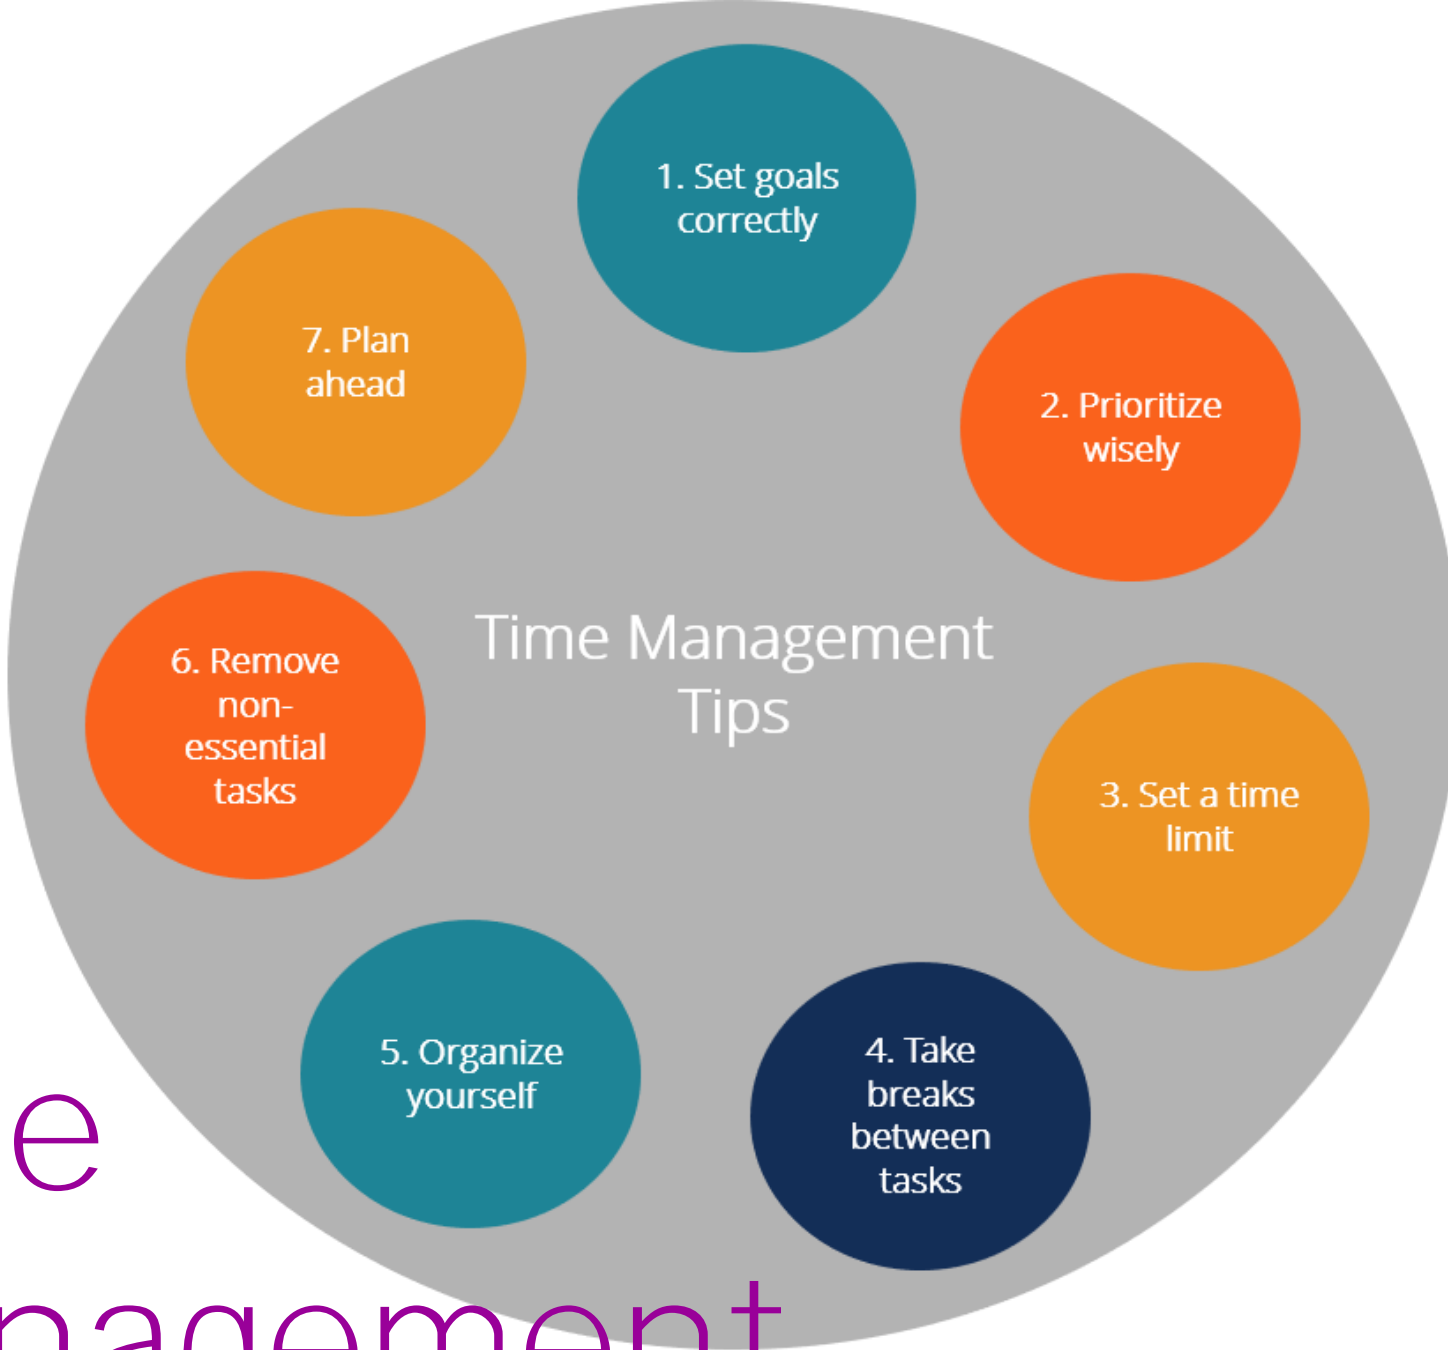 1. Set goals
correctly
2. Prioritize
wisely
3. Set a time
limit
4. Take
breaks
between
tasks
5. Organize
yourself
6. Remove
non-
essential
tasks
7. Plan
ahead
Time Management
Tips
e
nagement